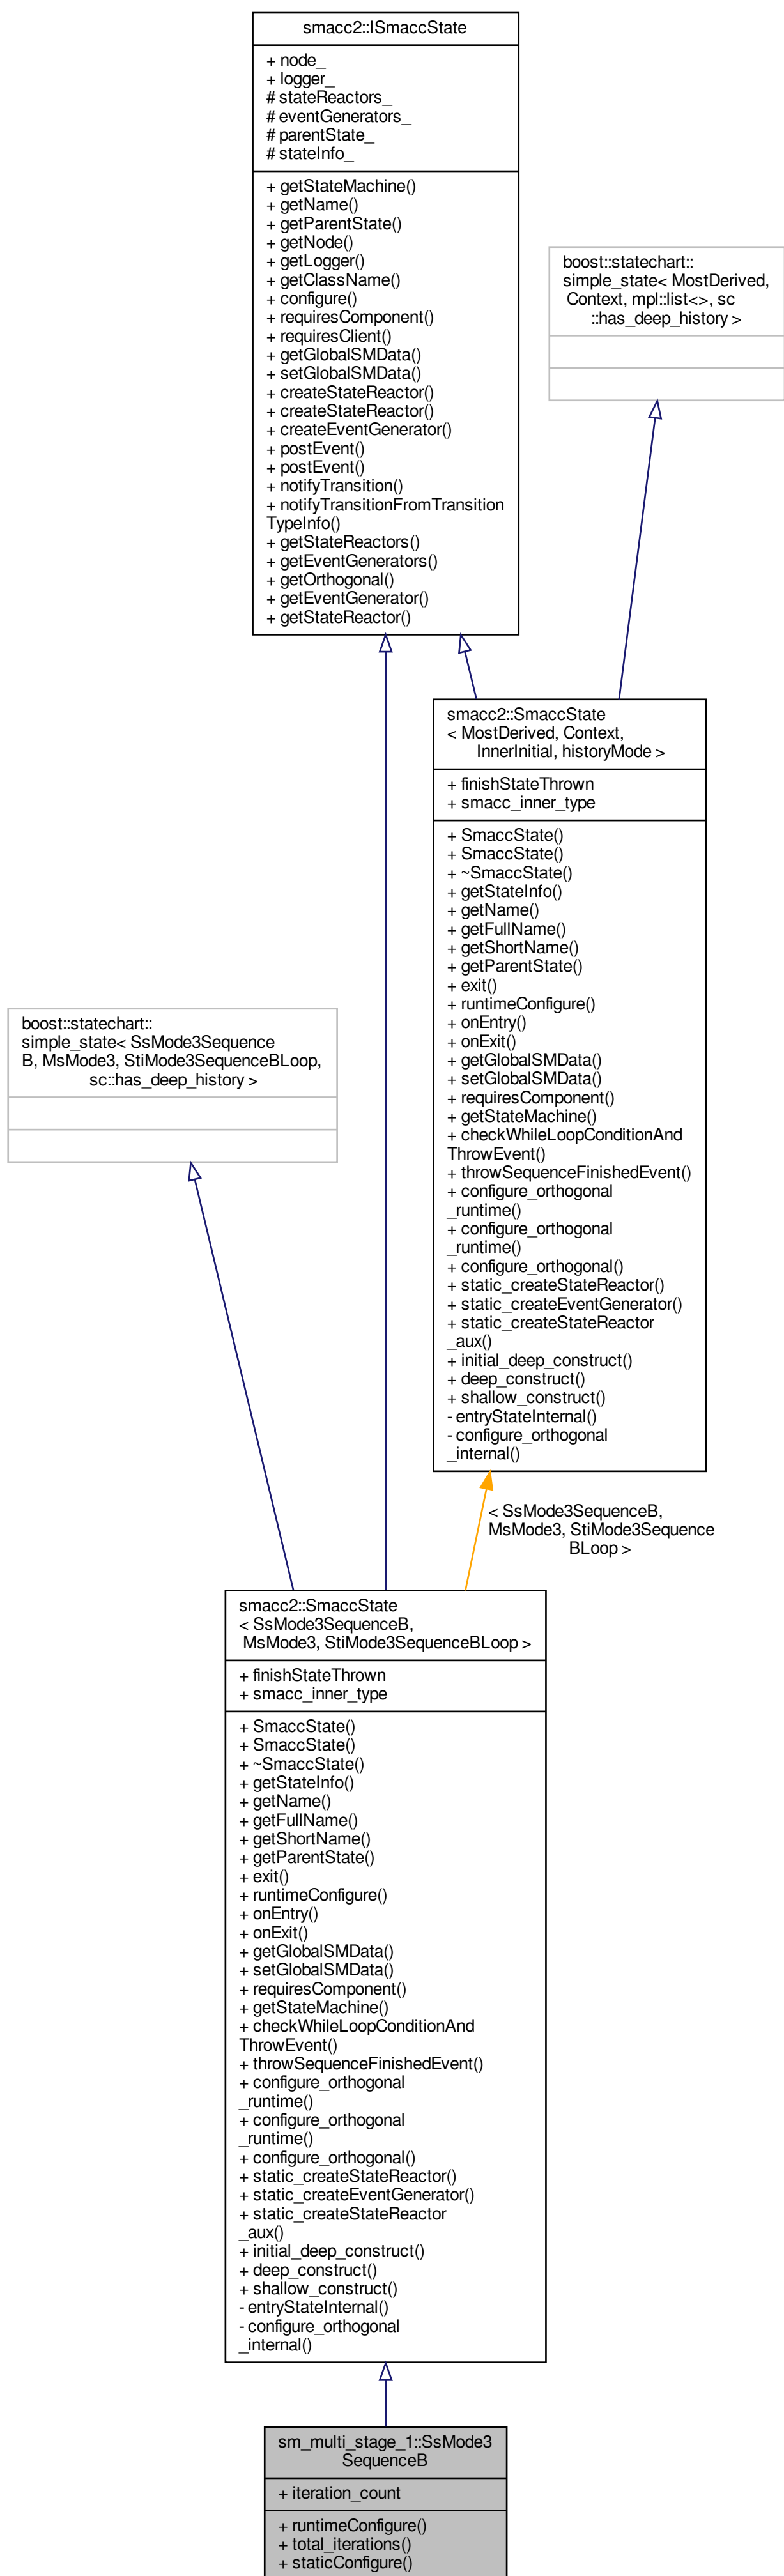 smacc2::ISmaccState
+ node_
+ logger_
# stateReactors_
# eventGenerators_
# parentState_
# stateInfo_
+ getStateMachine()
+ getName()
+ getParentState()
+ getNode()
+ getLogger()
+ getClassName()
+ configure()
+ requiresComponent()
+ requiresClient()
+ getGlobalSMData()
+ setGlobalSMData()
+ createStateReactor()
+ createStateReactor()
+ createEventGenerator()
+ postEvent()
+ postEvent()
+ notifyTransition()
+ notifyTransitionFromTransition
TypeInfo()
+ getStateReactors()
+ getEventGenerators()
+ getOrthogonal()
+ getEventGenerator()
+ getStateReactor()
boost::statechart::
simple_state< MostDerived,
Context, mpl::list<>, sc
::has_deep_history >
smacc2::SmaccState
< MostDerived, Context,
InnerInitial, historyMode >
+ finishStateThrown
+ smacc_inner_type
+ SmaccState()
+ SmaccState()
+ ~SmaccState()
+ getStateInfo()
+ getName()
+ getFullName()
+ getShortName()
+ getParentState()
+ exit()
+ runtimeConfigure()
+ onEntry()
+ onExit()
+ getGlobalSMData()
+ setGlobalSMData()
+ requiresComponent()
+ getStateMachine()
+ checkWhileLoopConditionAnd
ThrowEvent()
+ throwSequenceFinishedEvent()
+ configure_orthogonal
_runtime()
+ configure_orthogonal
_runtime()
+ configure_orthogonal()
+ static_createStateReactor()
+ static_createEventGenerator()
+ static_createStateReactor
_aux()
+ initial_deep_construct()
+ deep_construct()
+ shallow_construct()
- entryStateInternal()
- configure_orthogonal
_internal()
boost::statechart::
simple_state< SsMode3Sequence
B, MsMode3, StiMode3SequenceBLoop,
sc::has_deep_history >
< SsMode3SequenceB,
MsMode3, StiMode3Sequence
BLoop >
smacc2::SmaccState
< SsMode3SequenceB,
MsMode3, StiMode3SequenceBLoop >
+ finishStateThrown
+ smacc_inner_type
+ SmaccState()
+ SmaccState()
+ ~SmaccState()
+ getStateInfo()
+ getName()
+ getFullName()
+ getShortName()
+ getParentState()
+ exit()
+ runtimeConfigure()
+ onEntry()
+ onExit()
+ getGlobalSMData()
+ setGlobalSMData()
+ requiresComponent()
+ getStateMachine()
+ checkWhileLoopConditionAnd
ThrowEvent()
+ throwSequenceFinishedEvent()
+ configure_orthogonal
_runtime()
+ configure_orthogonal
_runtime()
+ configure_orthogonal()
+ static_createStateReactor()
+ static_createEventGenerator()
+ static_createStateReactor
_aux()
+ initial_deep_construct()
+ deep_construct()
+ shallow_construct()
- entryStateInternal()
- configure_orthogonal
_internal()
sm_multi_stage_1::SsMode3
SequenceB
+ iteration_count
+ runtimeConfigure()
+ total_iterations()
+ staticConfigure()